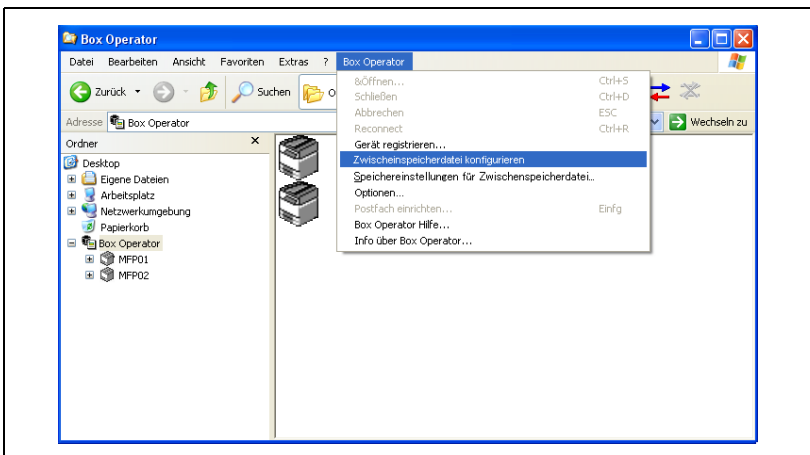 Box Operator
Datei Bearbeiten Ansicht Favoriten Extras ? Box Operator
Zurück Suchen O
Adresse Box Operator Wechseln zu
Ordner ×
Desktop
Eigene Dateien
Arbeitsplatz
Netzwerkumgebung
Papierkorb
Box Operator
MFP01
MFP02
&Öffnen... Ctrl+S
Schließen Ctrl+D
Abbrechen ESC
Reconnect Ctrl+R
Gerät registrieren...
Zwischeinspeicherdatei konfigurieren
Speichereinstellungen für Zwischenspeicherdatei...
Optionen...
Postfach einrichten... Einfg
Box Operator Hilfe...
Info über Box Operator...